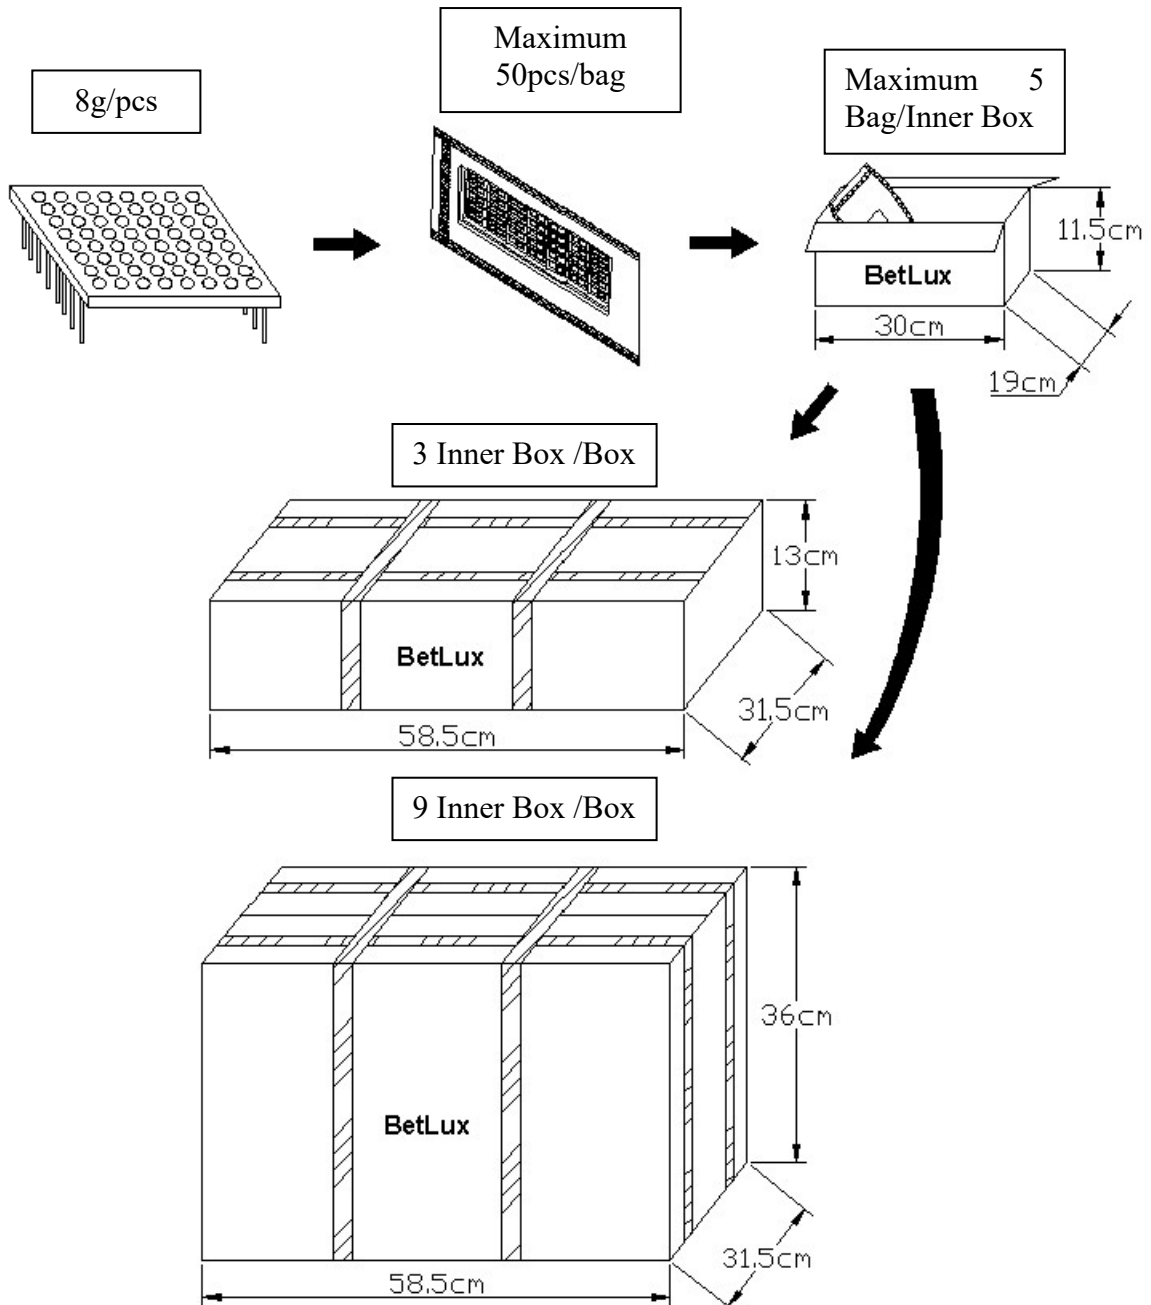 8g/pcs
Maximum
50pcs/bag
Maximum 5
Bag/Inner Box
BetLux
11.5cm
30cm
19cm
3 Inner Box /Box
BetLux
13cm
31.5cm
58.5cm
9 Inner Box /Box
BetLux
36cm
31.5cm
58.5cm